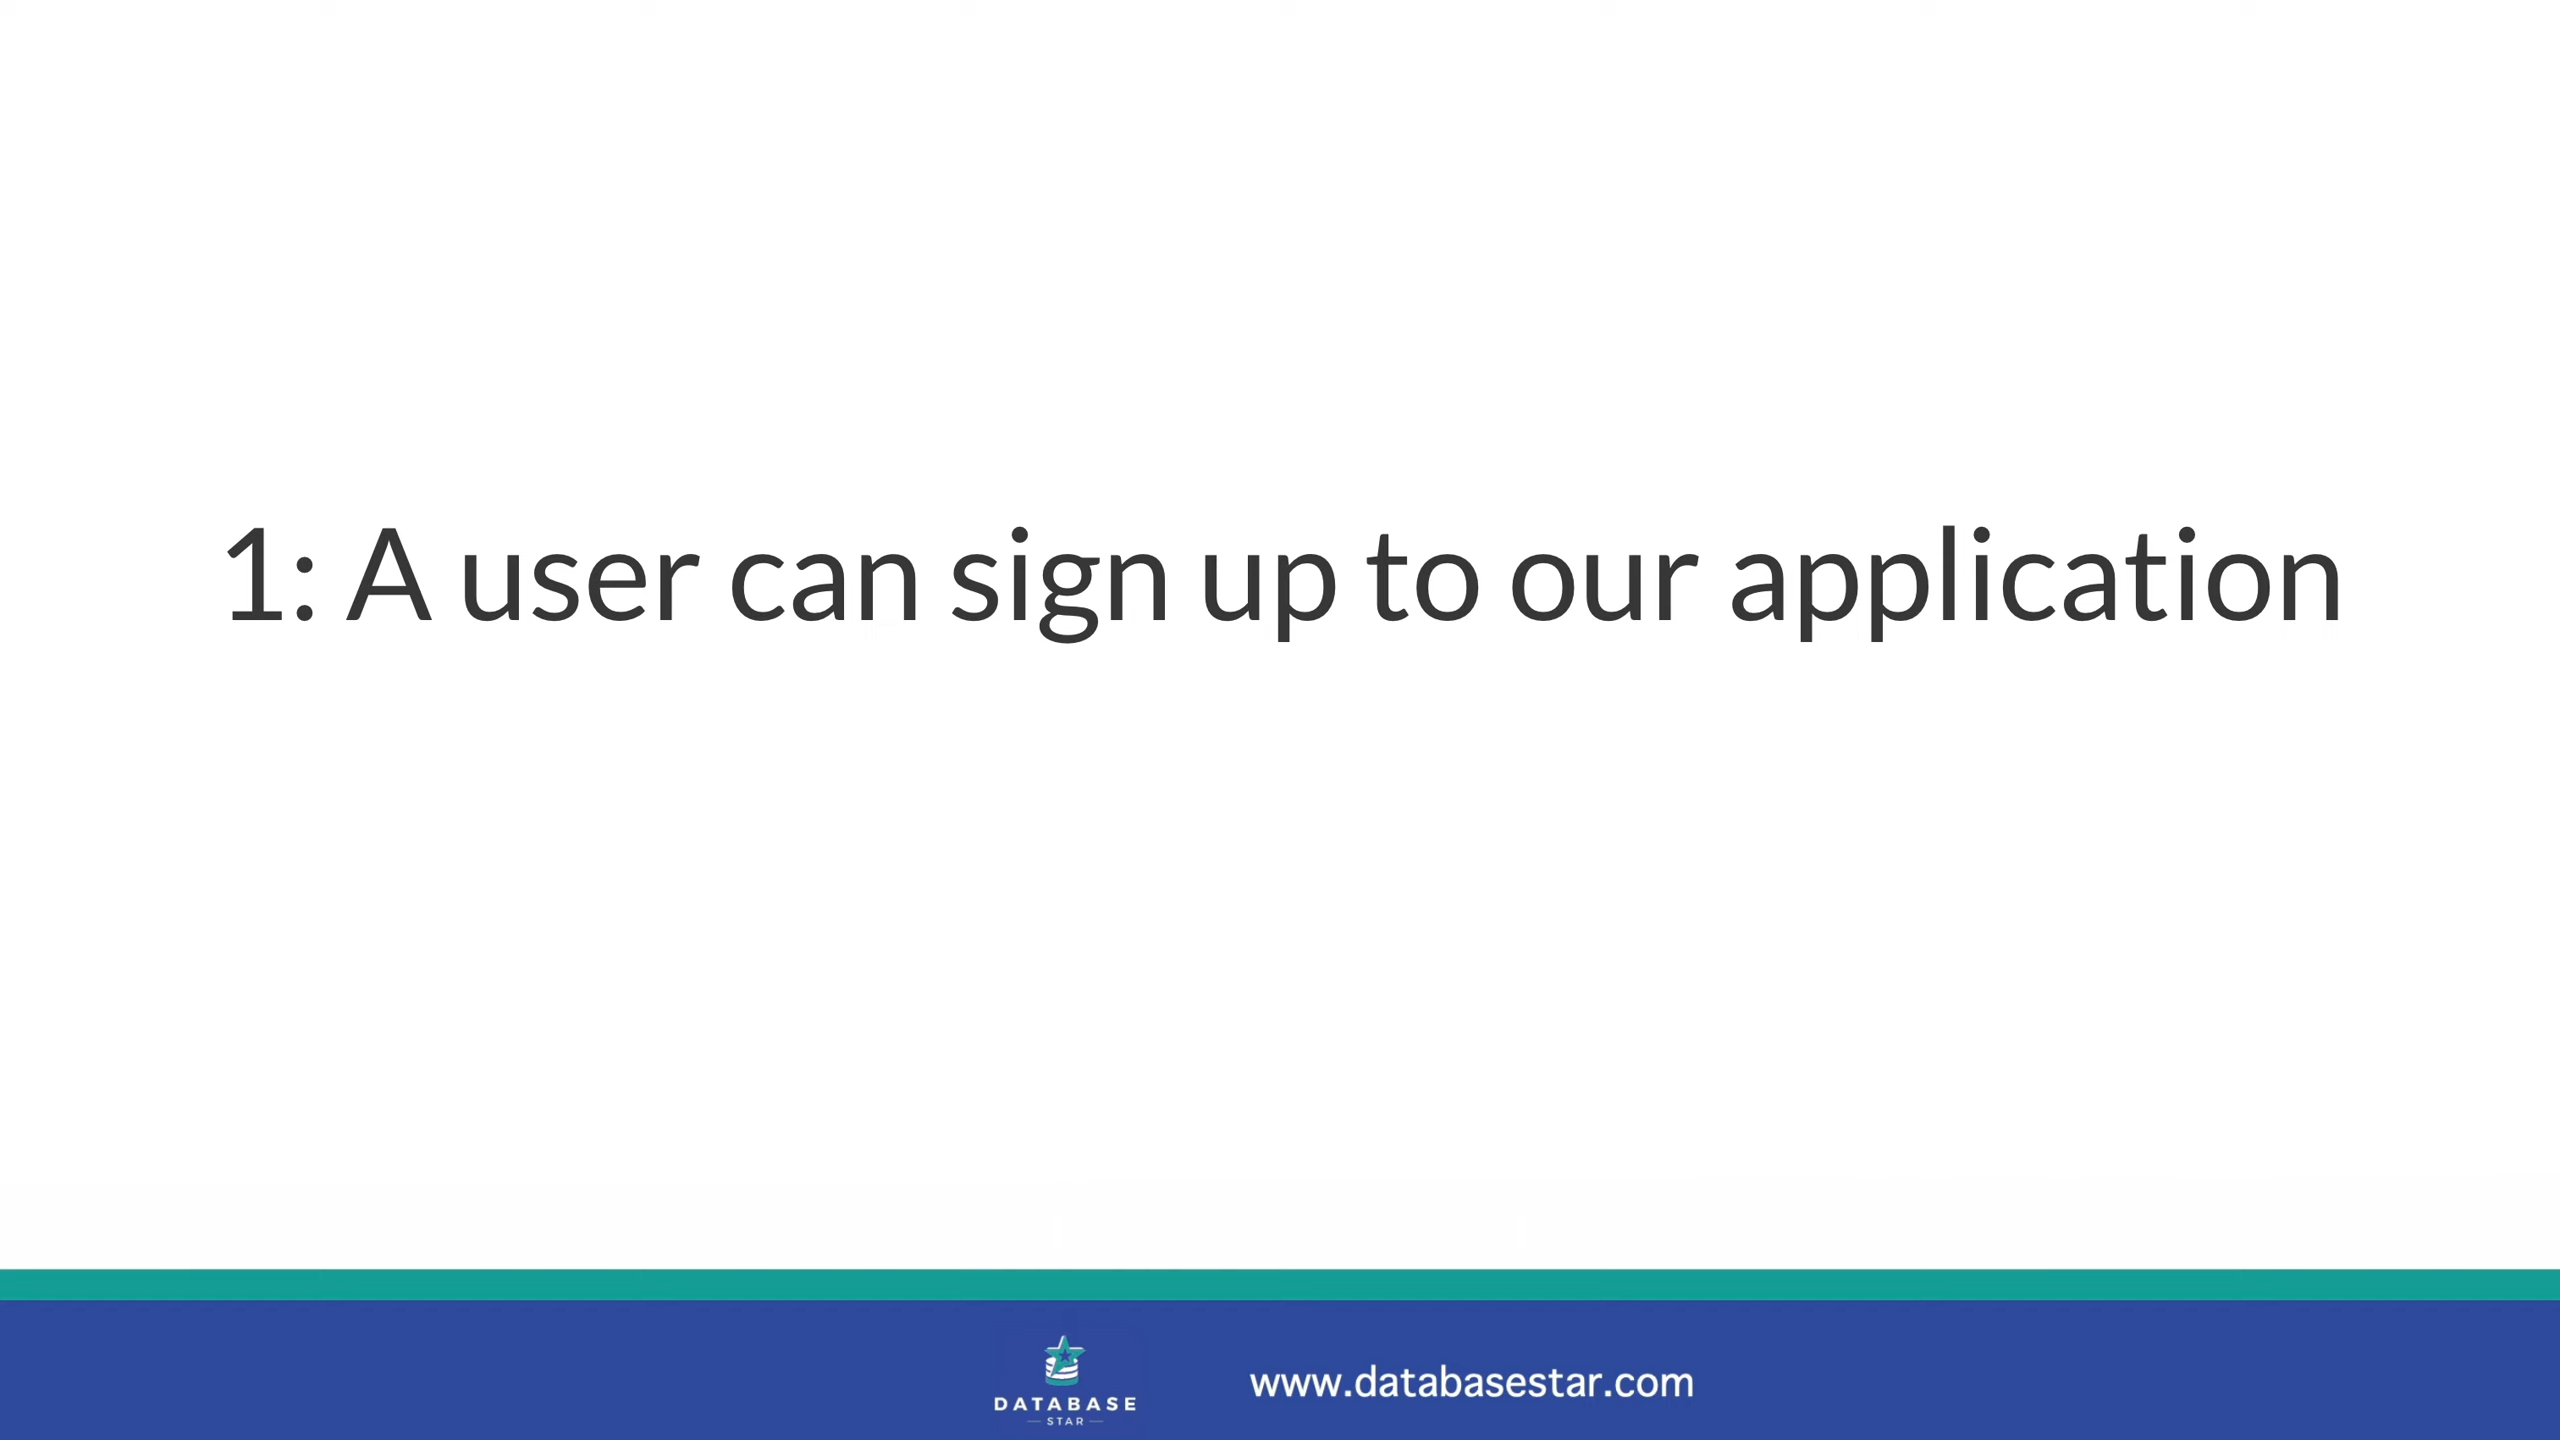 1: A user can sign up to our application
DATABASE
STAR
www.databasestar.com